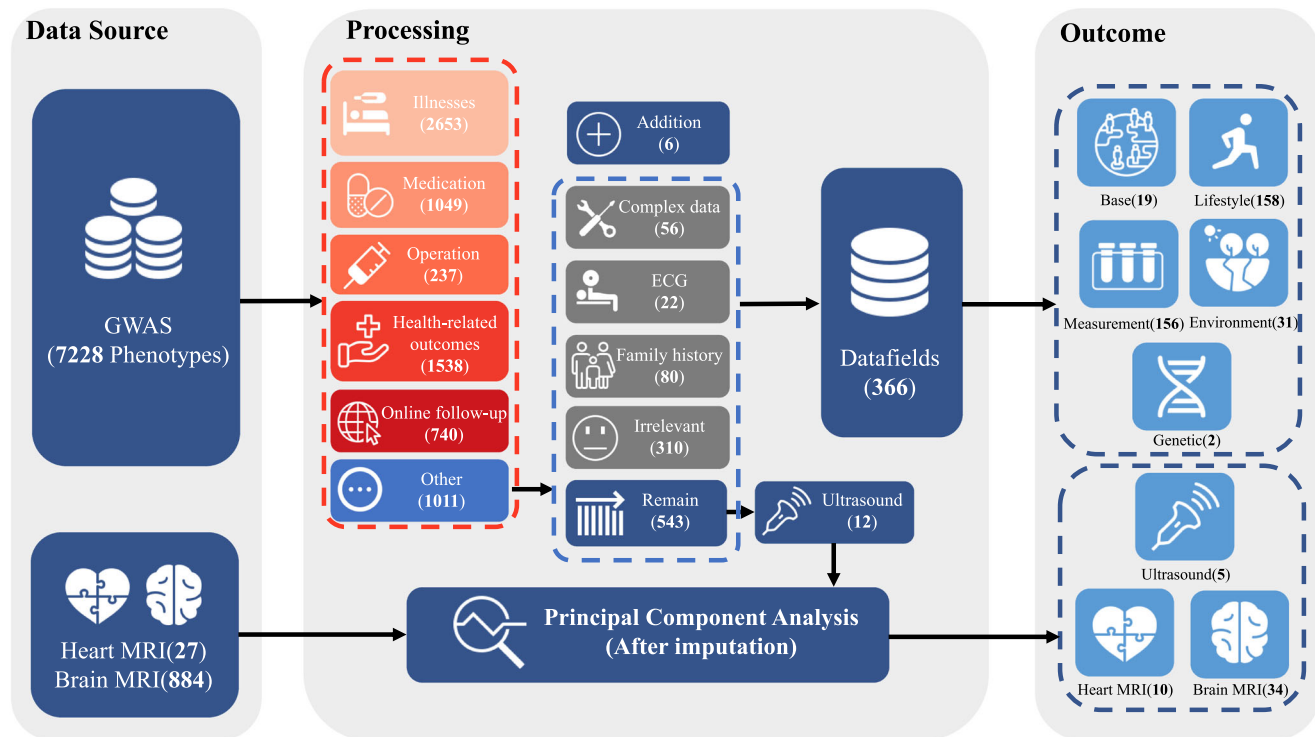 Data Source
GWAS
(7228 Phenotypes)
Heart MRI(27)
Brain MRI(884)
Processing
Illnesses
(2653)
Medication
(1049)
Operation
(237)
Health-related
outcomes
(1538)
Online follow-up
(740)
Other
(1011)
Addition
(6)
Complex data
(56)
ECG
(22)
Family history
(80)
Irrelevant
(310)
Remain
(543)
Ultrasound
(12)
Datafields
(366)
Principal Component Analysis
(After imputation)
Outcome
Base(19)
Lifestyle(158)
Measurement(156)
Environment(31)
Genetic(2)
Ultrasound(5)
Heart MRI(10)
Brain MRI(34)